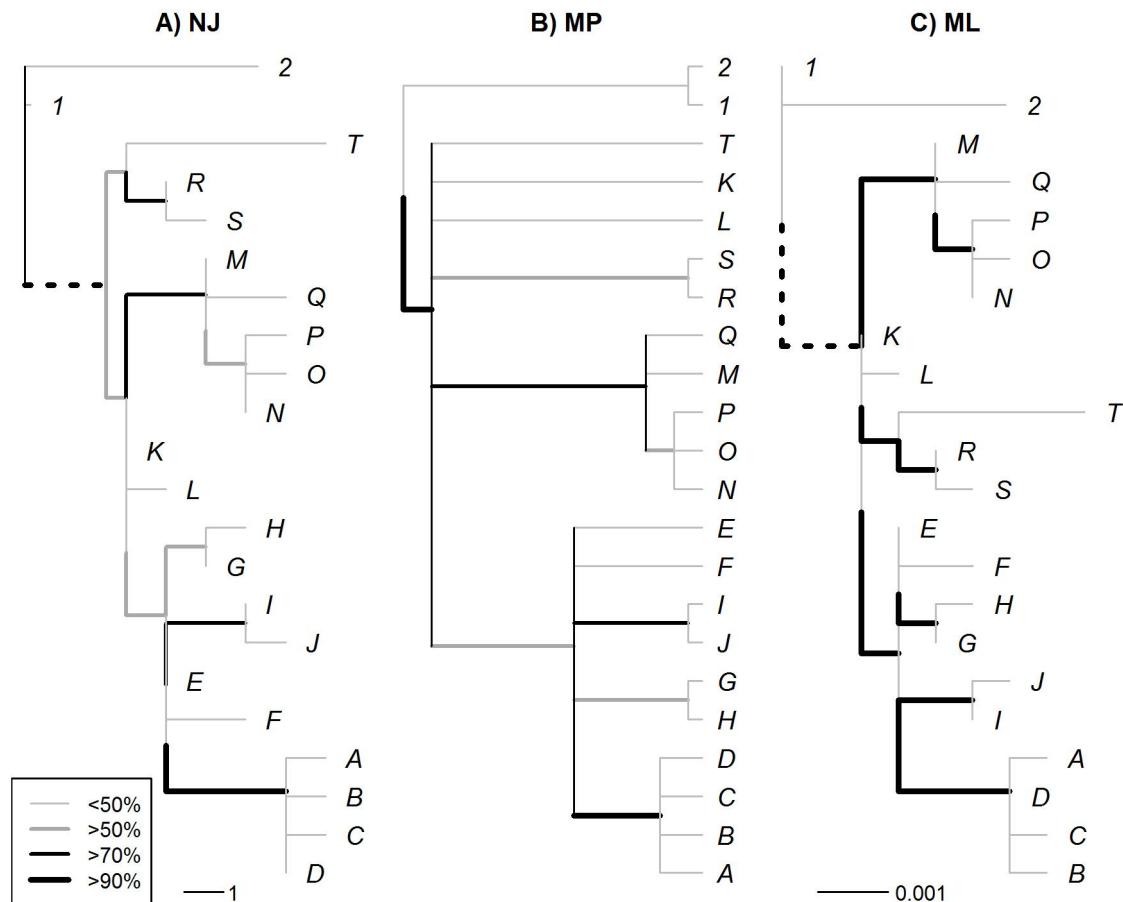 A) NJ
2
1
T
R
S
M
Q
P
O
N
K
L
H
G
I
J
E
F
A
B
C
D
<50%
>50%
>70%
>90%
1
B) MP
2
1
T
K
L
S
R
Q
M
P
O
N
E
F
I
J
G
H
D
C
B
A
C) ML
1
2
M
Q
P
O
N
K
L
T
R
S
E
F
H
G
J
I
A
D
C
B
0.001